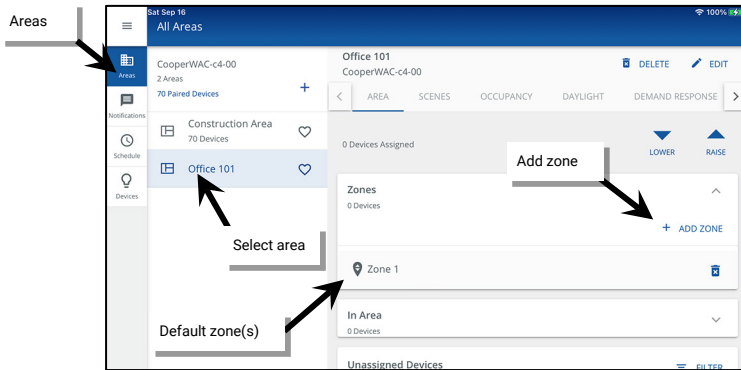 Areas
Sat Sep 16
100%
All Areas
Areas
Notifications
Schedule
Devices
CooperWAC-c4-00
2 Areas
70 Paired Devices
+
Construction Area
70 Devices
Office 101
Select area
Default zone(s)
Office 101
CooperWAC-c4-00
DELETE
EDIT
< AREA SCENES OCCUPANCY DAYLIGHT DEMAND RESPONSE >
0 Devices Assigned
LOWER
RAISE
Add zone
Zones
0 Devices
+ ADD ZONE
Zone 1
In Area
0 Devices
Unassigned Devices
FILTER